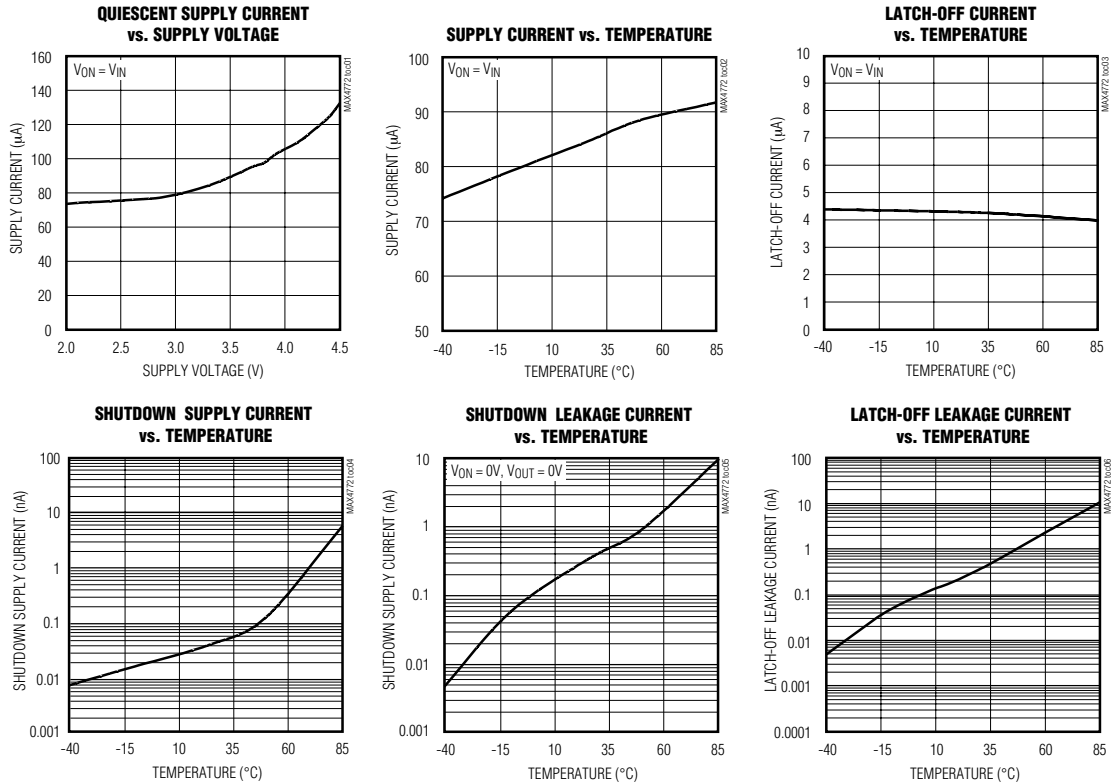 QUIESCENT SUPPLY CURRENT
vs. SUPPLY VOLTAGE
VON = VIN
MAX4772 toc01
SUPPLY CURRENT (µA)
160
140
120
100
80
60
40
20
0
2.0 2.5 3.0 3.5 4.0 4.5
SUPPLY VOLTAGE (V)
SUPPLY CURRENT vs. TEMPERATURE
VON = VIN
MAX4772 toc02
SUPPLY CURRENT (µA)
100
90
80
70
60
50
-40 -15 10 35 60 85
TEMPERATURE (°C)
LATCH-OFF CURRENT
vs. TEMPERATURE
VON = VIN
MAX4772 toc03
LATCH-OFF CURRENT (µA)
10
9
8
7
6
5
4
3
2
1
0
-40 -15 10 35 60 85
TEMPERATURE (°C)
SHUTDOWN SUPPLY CURRENT
vs. TEMPERATURE
MAX4772 toc04
SHUTDOWN SUPPLY CURRENT (nA)
100
10
1
0.1
0.01
0.001
-40 -15 10 35 60 85
TEMPERATURE (°C)
SHUTDOWN LEAKAGE CURRENT
vs. TEMPERATURE
VON = 0V, VOUT = 0V
MAX4772 toc05
SHUTDOWN SUPPLY CURRENT (nA)
10
1
0.1
0.01
0.001
-40 -15 10 35 60 85
TEMPERATURE (°C)
LATCH-OFF LEAKAGE CURRENT
vs. TEMPERATURE
MAX4772 toc06
LATCH-OFF LEAKAGE CURRENT (nA)
100
10
1
0.1
0.01
0.001
0.0001
-40 -15 10 35 60 85
TEMPERATURE (°C)